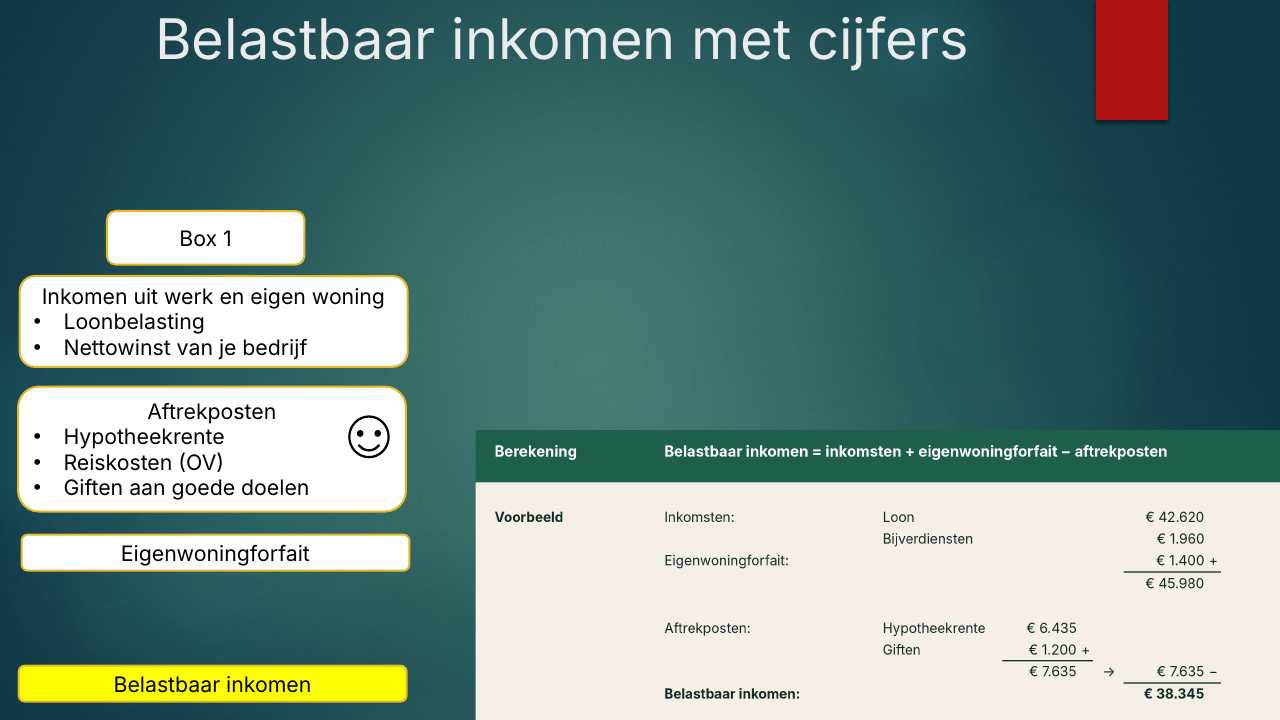 Belastbaar inkomen met cijfers
Box 1
Inkomen uit werk en eigen woning
• Loonbelasting
• Nettowinst van je bedrijf
Aftrekposten
• Hypotheekrente
• Reiskosten (OV)
• Giften aan goede doelen
Eigenwoningforfait
Belastbaar inkomen
Berekening Belastbaar inkomen = inkomsten + eigenwoningforfait – aftrekposten
Voorbeeld Inkomsten: Loon € 42.620
Bijverdiensten € 1.960
Eigenwoningforfait: € 1.400 +
€ 45.980
Aftrekposten: Hypotheekrente € 6.435
Giften € 1.200 +
€ 7.635 → € 7.635 –
Belastbaar inkomen: € 38.345